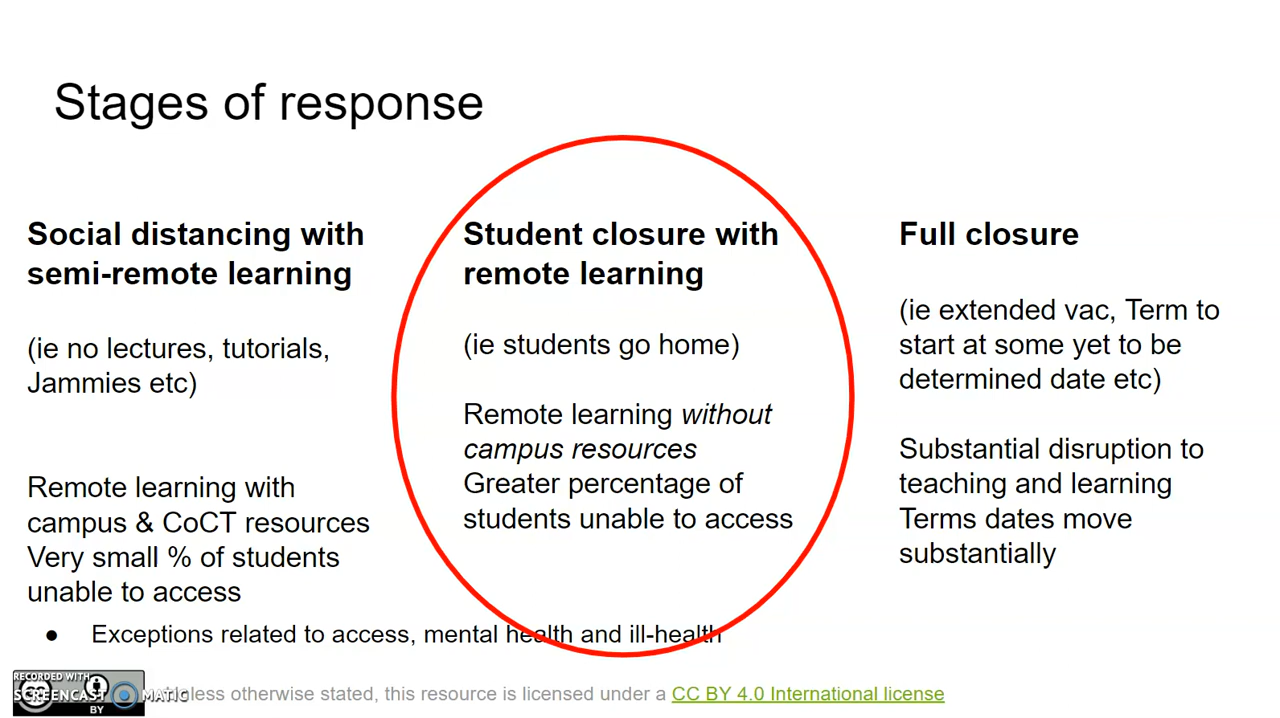 Stages of response
Social distancing with
semi-remote learning
(ie no lectures, tutorials,
Jammies etc)
Remote learning with
campus & CoCT resources
Very small % of students
unable to access
Student closure with
remote learning
(ie students go home)
Remote learning without
campus resources
Greater percentage of
students unable to access
Full closure
(ie extended vac, Term to
start at some yet to be
determined date etc)
Substantial disruption to
teaching and learning
Terms dates move
substantially
● Exceptions related to access, mental health and ill-health
RECORDED WITH
SCREENCAST MATIC
BY
otherwise stated, this resource is licensed under a CC BY 4.0 International license